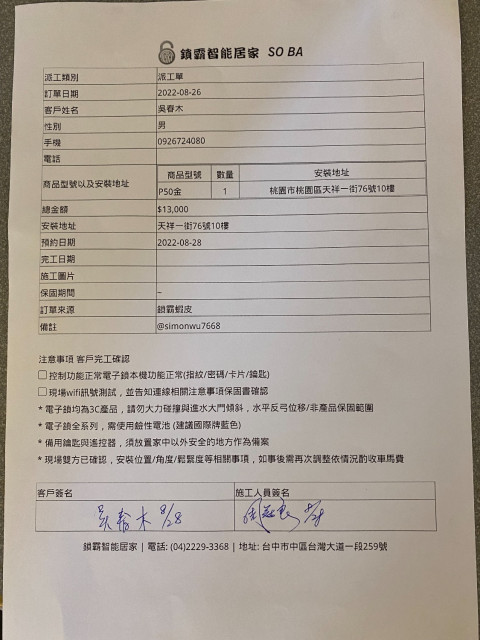 鎖霸智能居家 SO BA
派工類別 派工單
訂單日期 2022-08-26
客戶姓名 吳春木
性別 男
手機 0926724080
電話
商品型號以及安裝地址
商品型號 數量 安裝地址
P50金 1 桃園市桃園區天祥一街76號10樓
總金額 $13,000
安裝地址 天祥一街76號10樓
預約日期 2022-08-28
完工日期
施工圖片
保固期間 ~
訂單來源 鎖霸蝦皮
備註 @simonwu7668
注意事項 客戶完工確認
控制功能正常電子鎖本機功能正常(指紋/密碼/卡片/鑰匙)
現場wifi訊號測試，並告知連線相關注意事項保固書確認
* 電子鎖均為3C產品，請勿大力碰撞與進水大門傾斜，水平反弓位移/非產品保固範圍
* 電子鎖全系列，需使用鹼性電池 (建議國際牌藍色)
* 備用鑰匙與遙控器，須放置家中以外安全的地方作為備案
* 現場雙方已確認，安裝位置/角度/鬆緊度等相關事項，如事後需再次調整依情況酌收車馬費
客戶簽名 施工人員簽名
吳春木 8/28 8/28
鎖霸智能居家 | 電話: (04)2229-3368 | 地址: 台中市中區台灣大道一段259號